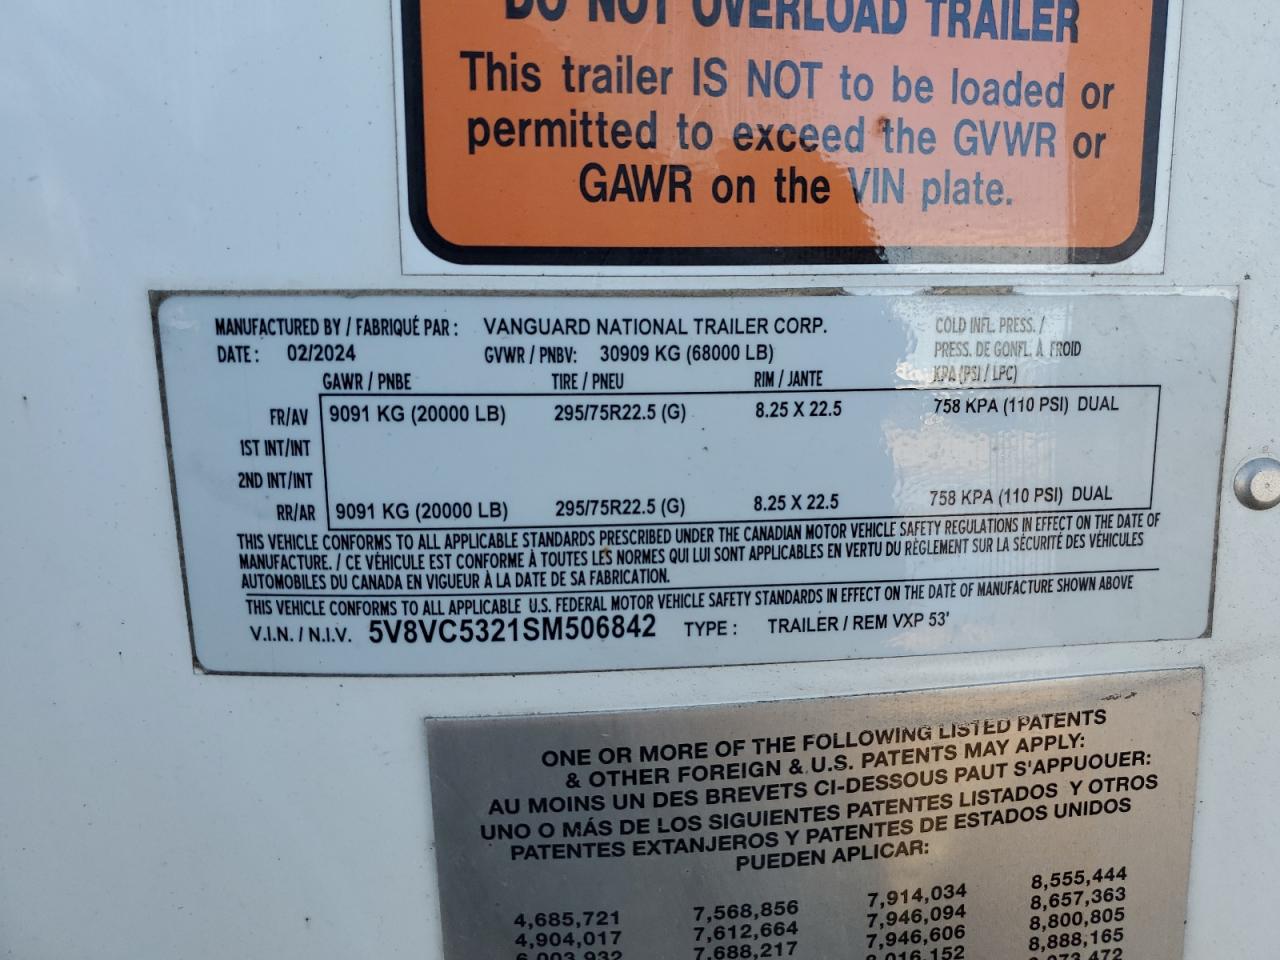 DO NOT OVERLOAD TRAILER
This trailer IS NOT to be loaded or
permitted to exceed the GVWR or
GAWR on the VIN plate.
MANUFACTURED BY / FABRIQUÉ PAR : VANGUARD NATIONAL TRAILER CORP. COLD INFL. PRESS. /
DATE : 02/2024 GVWR / PNBV: 30909 KG (68000 LB) PRESS. DE GONFL. À FROID
GAWR / PNBE TIRE / PNEU RIM / JANTE KPA (PSI / LPC)
FR/AV 9091 KG (20000 LB) 295/75R22.5 (G) 8.25 X 22.5 758 KPA (110 PSI) DUAL
1ST INT/INT
2ND INT/INT
RR/AR 9091 KG (20000 LB) 295/75R22.5 (G) 8.25 X 22.5 758 KPA (110 PSI) DUAL
THIS VEHICLE CONFORMS TO ALL APPLICABLE STANDARDS PRESCRIBED UNDER THE CANADIAN MOTOR VEHICLE SAFETY REGULATIONS IN EFFECT ON THE DATE OF
MANUFACTURE. / CE VÉHICULE EST CONFORME À TOUTES LES NORMES QUI LUI SONT APPLICABLES EN VERTU DU RÈGLEMENT SUR LA SÉCURITÉ DES VÉHICULES
AUTOMOBILES DU CANADA EN VIGUEUR À LA DATE DE SA FABRICATION.
THIS VEHICLE CONFORMS TO ALL APPLICABLE U.S. FEDERAL MOTOR VEHICLE SAFETY STANDARDS IN EFFECT ON THE DATE OF MANUFACTURE SHOWN ABOVE
V.I.N. / N.I.V. 5V8VC5321SM506842 TYPE : TRAILER / REM VXP 53'
ONE OR MORE OF THE FOLLOWING LISTED PATENTS
& OTHER FOREIGN & U.S. PATENTS MAY APPLY:
AU MOINS UN DES BREVETS CI-DESSOUS PAUT S'APPUOUER:
UNO O MÁS DE LOS SIGUIENTES PATENTES LISTADOS Y OTROS
PATENTES EXTANJEROS Y PATENTES DE ESTADOS UNIDOS
PUEDEN APLICAR:
4,685,721 7,568,856 7,914,034 8,555,444
4,904,017 7,612,664 7,946,094 8,657,363
6,003,932 7,688,217 7,946,606 8,800,805
8,016,152 8,888,165
8,973,472